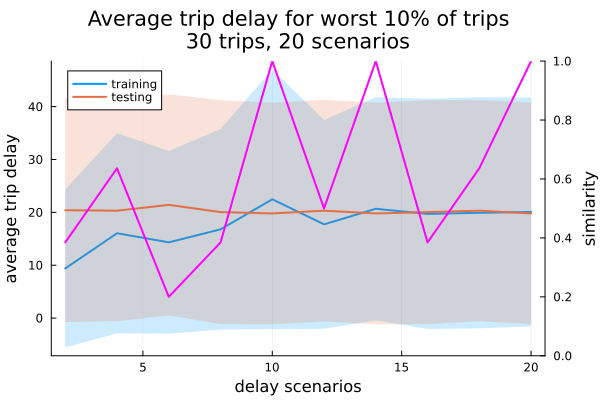 Average trip delay for worst 10% of trips
30 trips, 20 scenarios
training
testing
average trip delay
40
30
20
10
0
1.0
0.8
0.6
0.4
0.2
0.0
similarity
5
10
15
20
delay scenarios